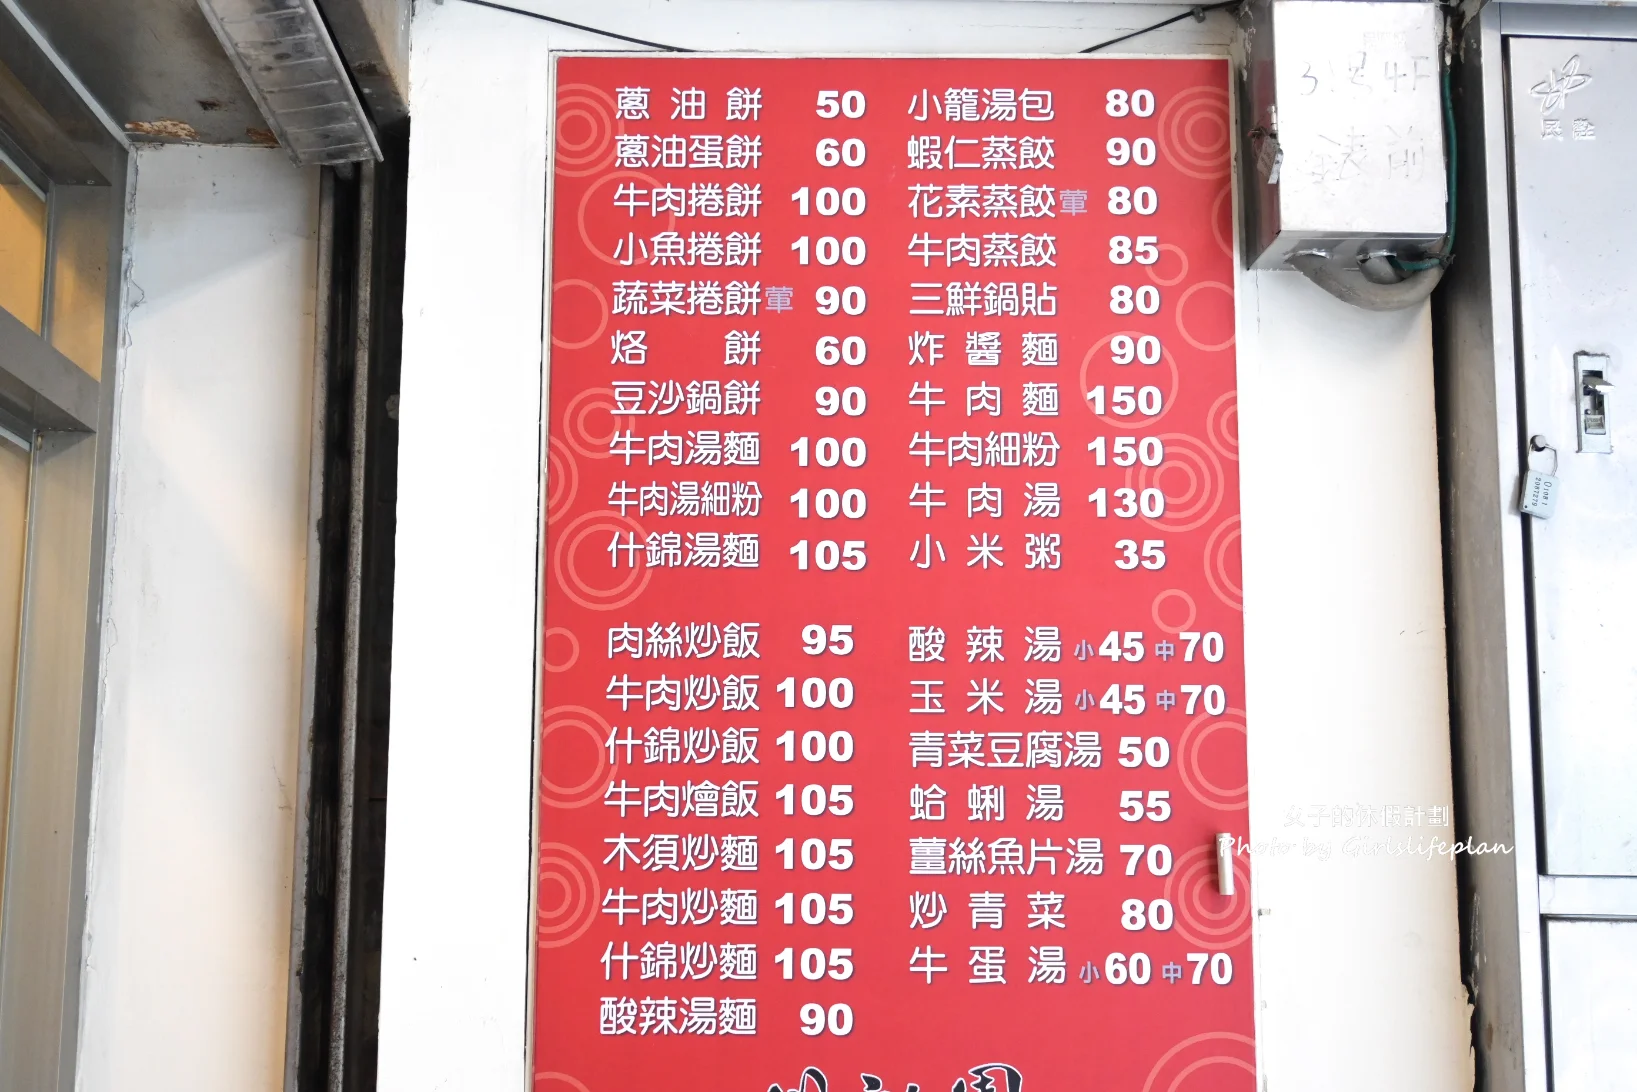 蔥油餅 50
蔥油蛋餅 60
牛肉捲餅 100
小魚捲餅 100
蔬菜捲餅葷 90
烙餅 60
豆沙鍋餅 90
牛肉湯麵 100
牛肉湯細粉 100
什錦湯麵 105
小籠湯包 80
蝦仁蒸餃 90
花素蒸餃葷 80
牛肉蒸餃 85
三鮮鍋貼 80
炸醬麵 90
牛肉麵 150
牛肉細粉 150
牛肉湯 130
小米粥 35
肉絲炒飯 95
牛肉炒飯 100
什錦炒飯 100
牛肉燴飯 105
木須炒麵 105
牛肉炒麵 105
什錦炒麵 105
酸辣湯麵 90
酸辣湯 小45 中70
玉米湯 小45 中70
青菜豆腐湯 50
蛤蜊湯 55
薑絲魚片湯 70
炒青菜 80
牛蛋湯 小60 中70
父子的休假計劃
Photo by Girlslifeplan